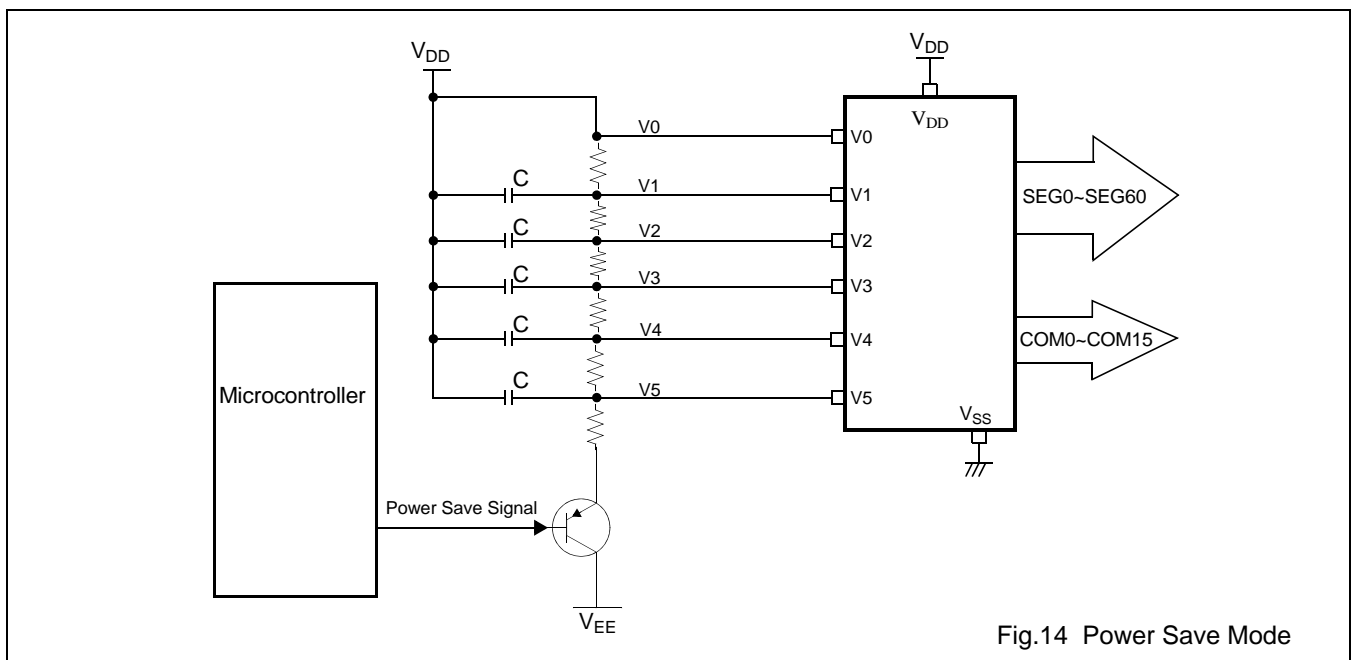 VDD
VDD
V0
V0
VDD
C
V1
V1
C
V2
V2
C
V3
V3
C
V4
V4
C
V5
V5
SEG0~SEG60
COM0~COM15
VSS
Microcontroller
Power Save Signal
VEE
Fig.14 Power Save Mode